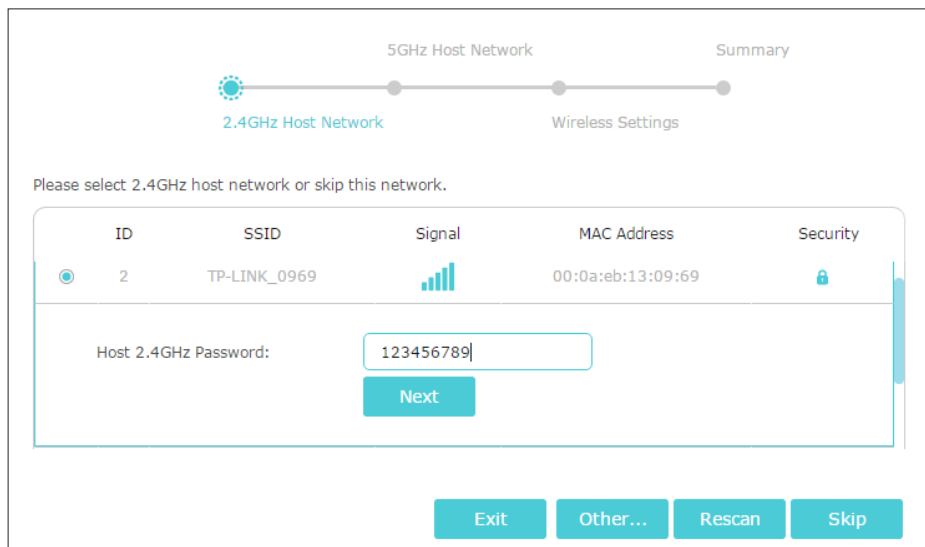 5GHz Host Network Summary
2.4GHz Host Network Wireless Settings
Please select 2.4GHz host network or skip this network.
ID SSID Signal MAC Address Security
2 TP-LINK_0969 00:0a:eb:13:09:69
Host 2.4GHz Password: 123456789
Next
Exit Other... Rescan Skip